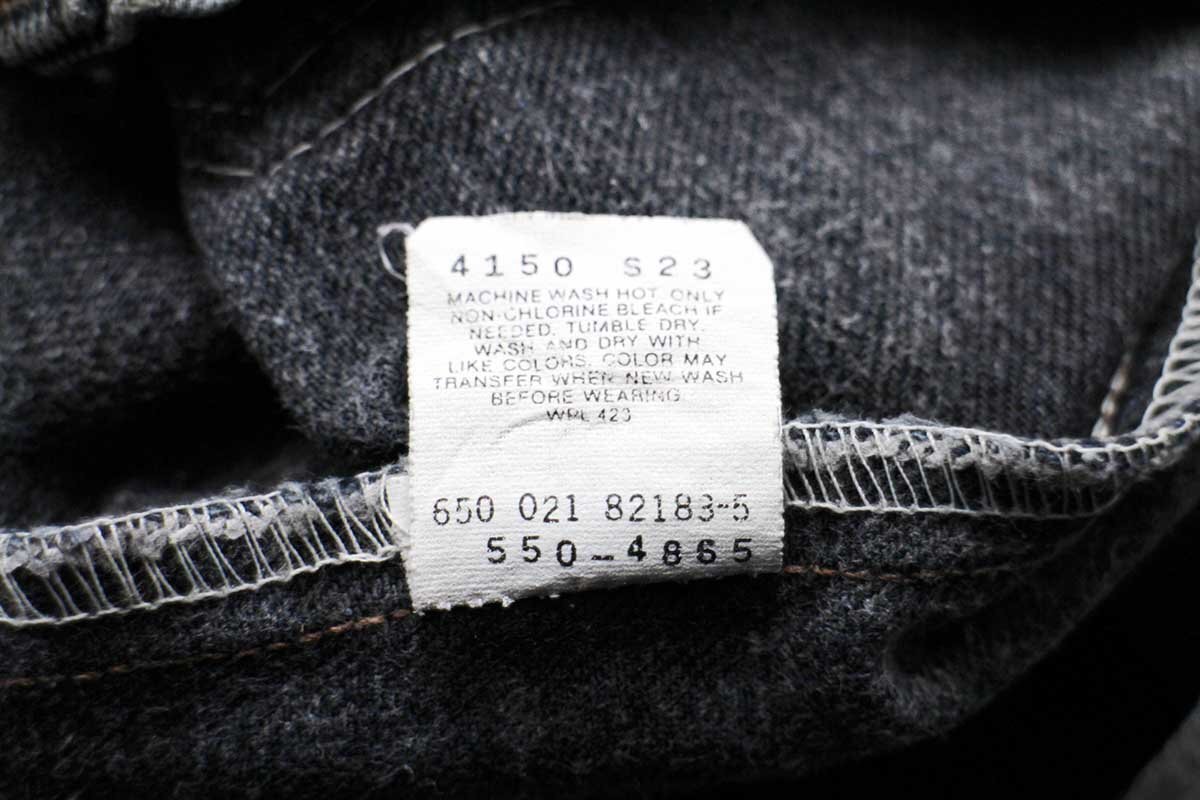 4150 S23
MACHINE WASH HOT. ONLY
NON-CHLORINE BLEACH IF
NEEDED. TUMBLE DRY.
WASH AND DRY WITH
LIKE COLORS. COLOR MAY
TRANSFER WHEN NEW WASH
BEFORE WEARING.
WPL 423
650 021 82183-5
550-4865